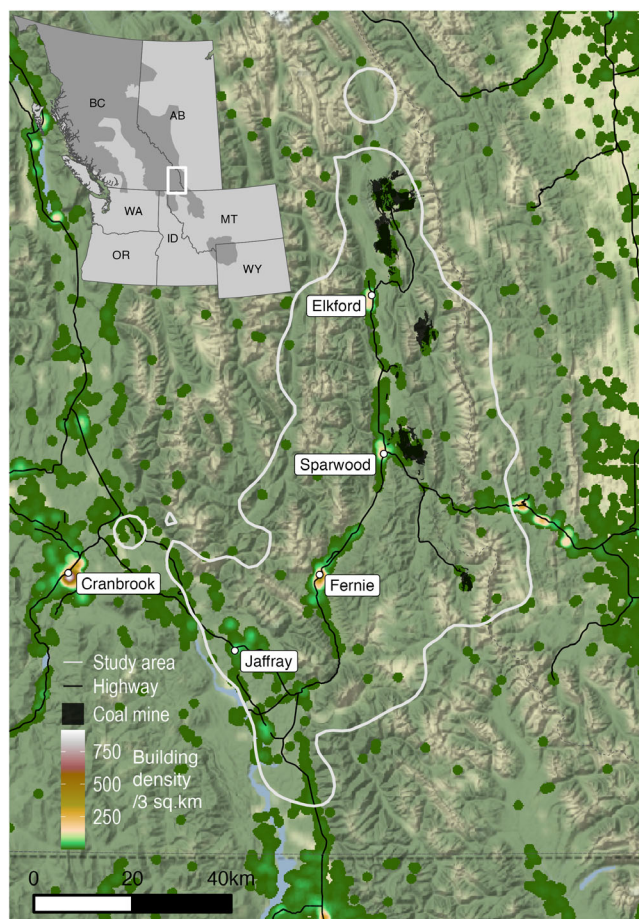 BC
AB
WA
MT
OR
ID
WY
Elkford
Sparwood
Cranbrook
Fernie
Jaffray
Study area
Highway
Coal mine
750
500
250
Building
density
/3 sq.km
0 20 40km